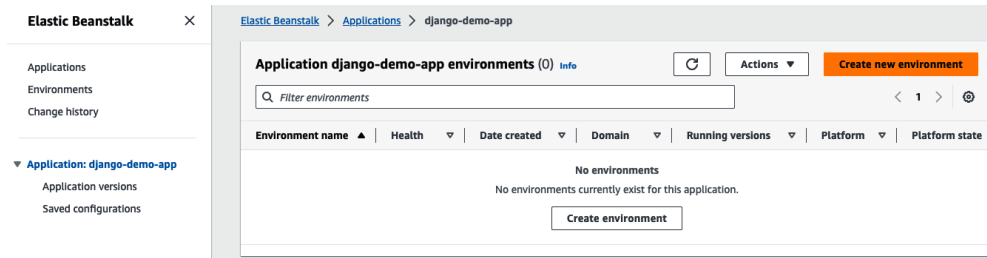 Elastic Beanstalk
Applications
Environments
Change history
Application: django-demo-app
Application versions
Saved configurations
Elastic Beanstalk > Applications > django-demo-app
Application django-demo-app environments (0) Info
Actions
Create new environment
Filter environments
< 1 >
Environment name Health Date created Domain Running versions Platform Platform state
No environments
No environments currently exist for this application.
Create environment